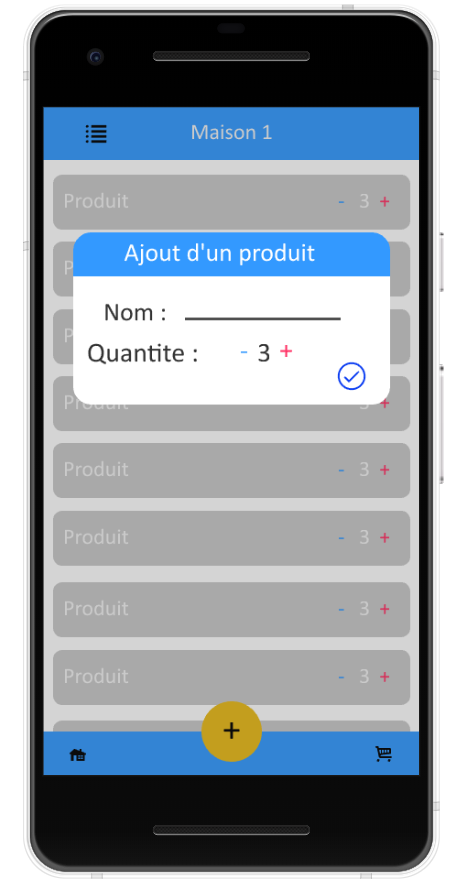 Maison 1
Produit - 3 +
Ajout d'un produit
P
Nom :
P
Quantite : - 3 +
Produit 3 +
Produit - 3 +
Produit - 3 +
Produit - 3 +
Produit - 3 +
+